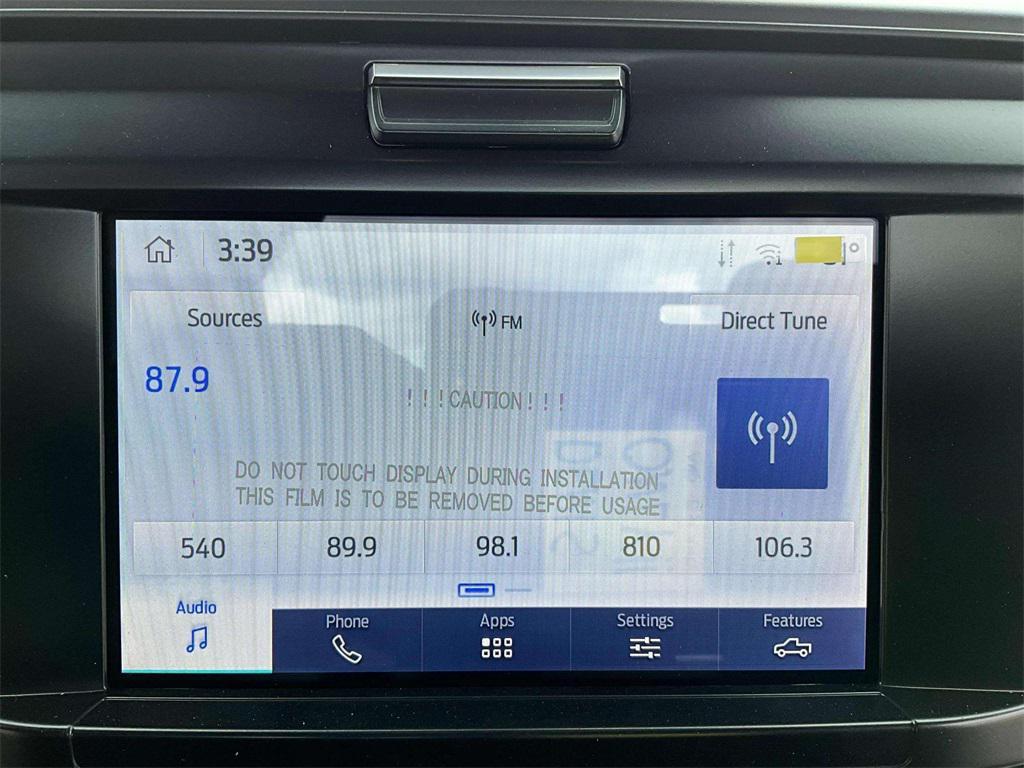 3:39
Sources
FM
Direct Tune
87.9
!!!CAUTION!!!
DO NOT TOUCH DISPLAY DURING INSTALLATION
THIS FILM IS TO BE REMOVED BEFORE USAGE
540 89.9 98.1 810 106.3
Audio Phone Apps Settings Features